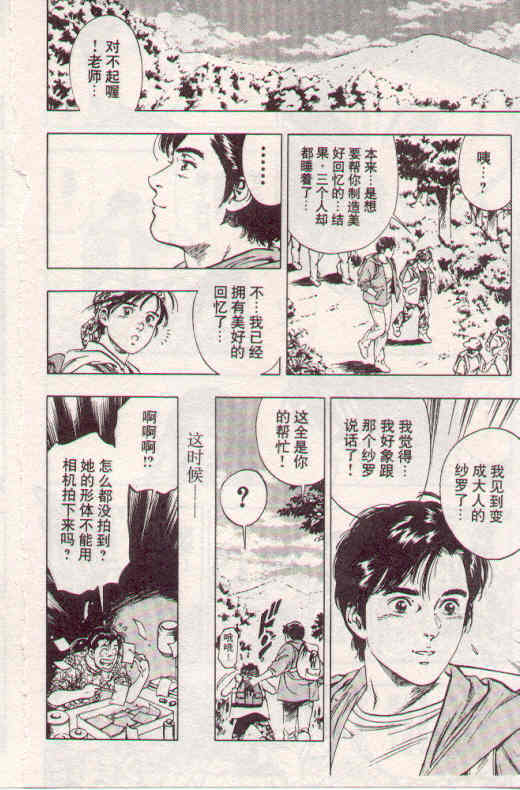 对不起喔
！老师…
咦…？
本来…是想
要帮你制造美
好回忆的…结
果，三个人却
都睡着了…
……
不…我已经
拥有美好的
回忆了…
我见到变
成大人的
纱罗了…
我觉得…
我好象跟
那个纱罗
说话了！
这全是你
的帮忙！
？
哦哦！
这时候——
啊啊啊!?
怎么都没拍到？
她的形体不能用
相机拍下来吗？